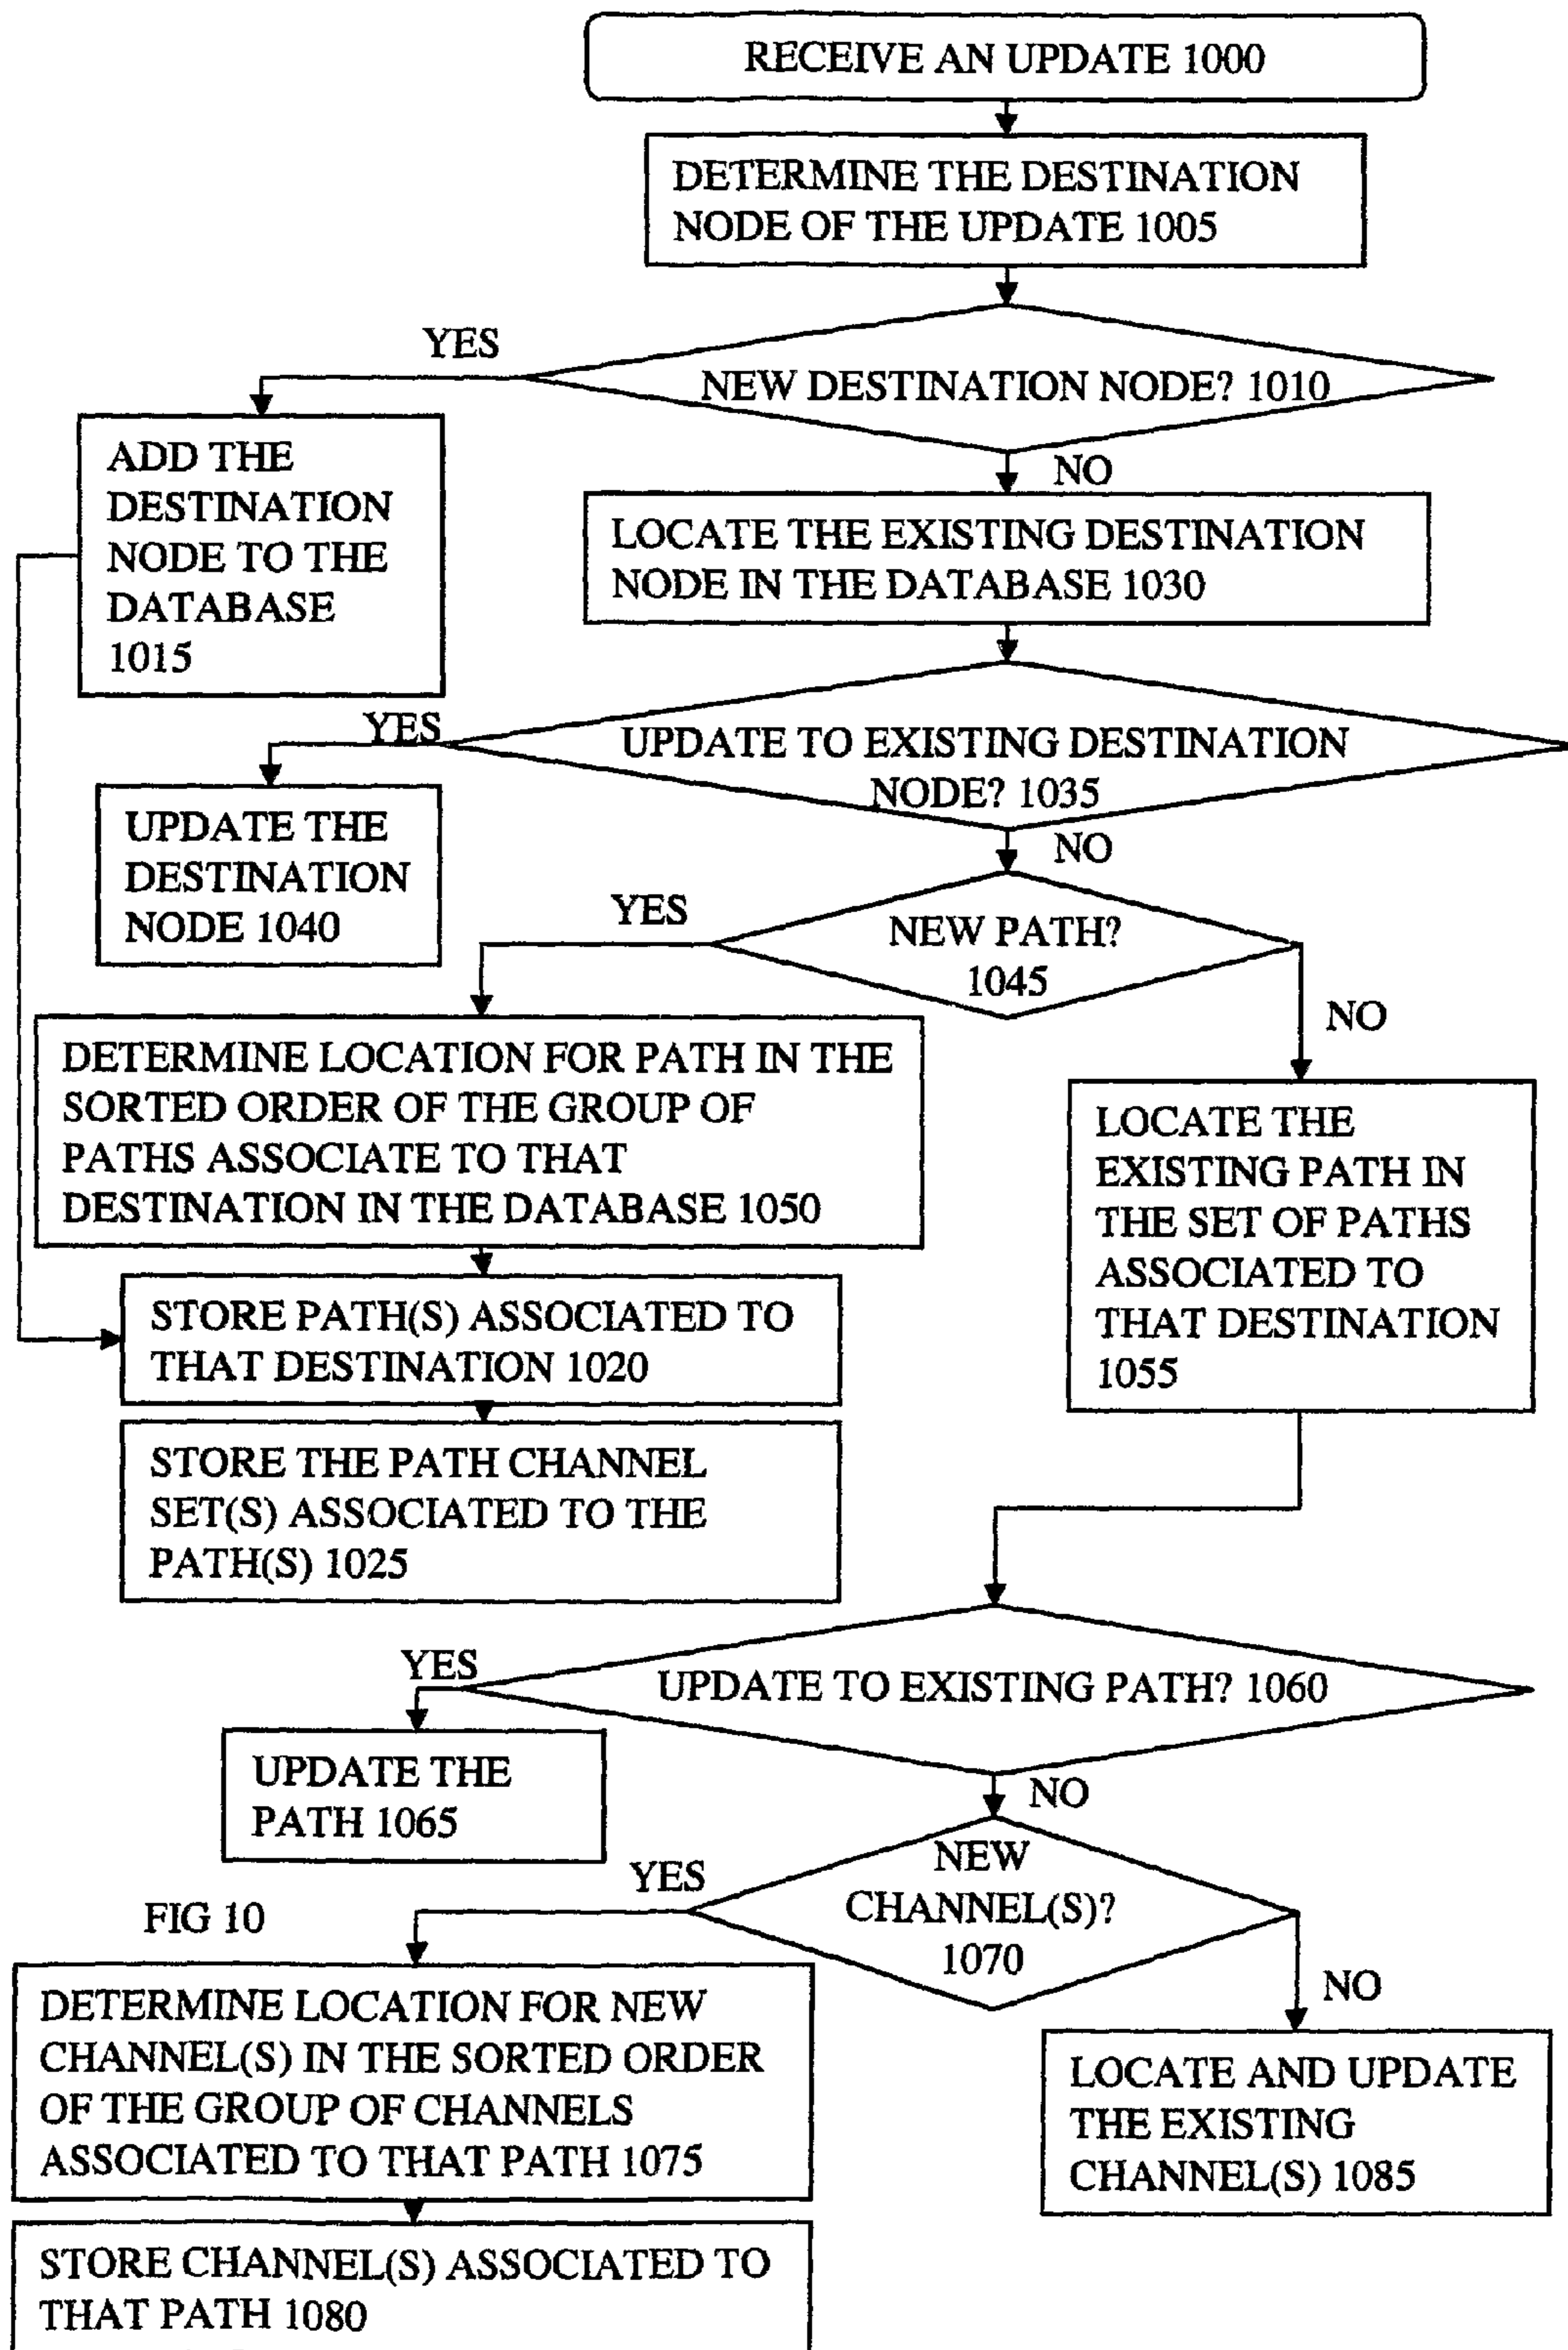 RECEIVE AN UPDATE 1000
DETERMINE THE DESTINATION
NODE OF THE UPDATE 1005
YES
NEW DESTINATION NODE? 1010
NO
ADD THE
DESTINATION
NODE TO THE
DATABASE
1015
LOCATE THE EXISTING DESTINATION
NODE IN THE DATABASE 1030
YES
UPDATE TO EXISTING DESTINATION
NODE? 1035
NO
UPDATE THE
DESTINATION
NODE 1040
YES
NEW PATH?
1045
NO
DETERMINE LOCATION FOR PATH IN THE
SORTED ORDER OF THE GROUP OF
PATHS ASSOCIATE TO THAT
DESTINATION IN THE DATABASE 1050
LOCATE THE
EXISTING PATH IN
THE SET OF PATHS
ASSOCIATED TO
THAT DESTINATION
1055
STORE PATH(S) ASSOCIATED TO
THAT DESTINATION 1020
STORE THE PATH CHANNEL
SET(S) ASSOCIATED TO THE
PATH(S) 1025
YES
UPDATE TO EXISTING PATH? 1060
NO
UPDATE THE
PATH 1065
YES
NEW
CHANNEL(S)?
1070
NO
FIG 10
DETERMINE LOCATION FOR NEW
CHANNEL(S) IN THE SORTED ORDER
OF THE GROUP OF CHANNELS
ASSOCIATED TO THAT PATH 1075
LOCATE AND UPDATE
THE EXISTING
CHANNEL(S) 1085
STORE CHANNEL(S) ASSOCIATED TO
THAT PATH 1080